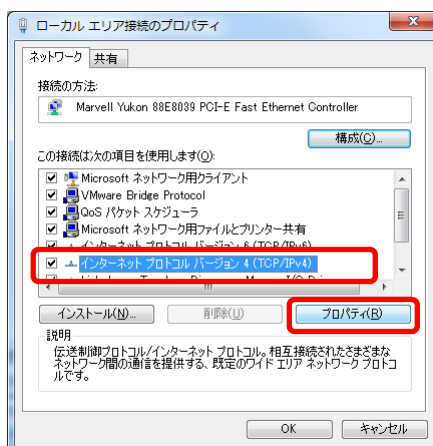 ローカル エリア接続のプロパティ
ネットワーク 共有
接続の方法:
Marvell Yukon 88E8039 PCI-E Fast Ethernet Controller
構成(C)...
この接続は次の項目を使用します(O):
Microsoft ネットワーク用クライアント
VMware Bridge Protocol
QoS パケット スケジューラ
Microsoft ネットワーク用ファイルとプリンター共有
インターネット プロトコル バージョン 6 (TCP/IPv6)
インターネット プロトコル バージョン 4 (TCP/IPv4)
インストール(N)... 削除(U) プロパティ(R)
説明
伝送制御プロトコル/インターネット プロトコル。相互接続されたさまざまな
ネットワーク間の通信を提供する、既定のワイド エリア ネットワーク プロトコ
ルです。
OK キャンセル